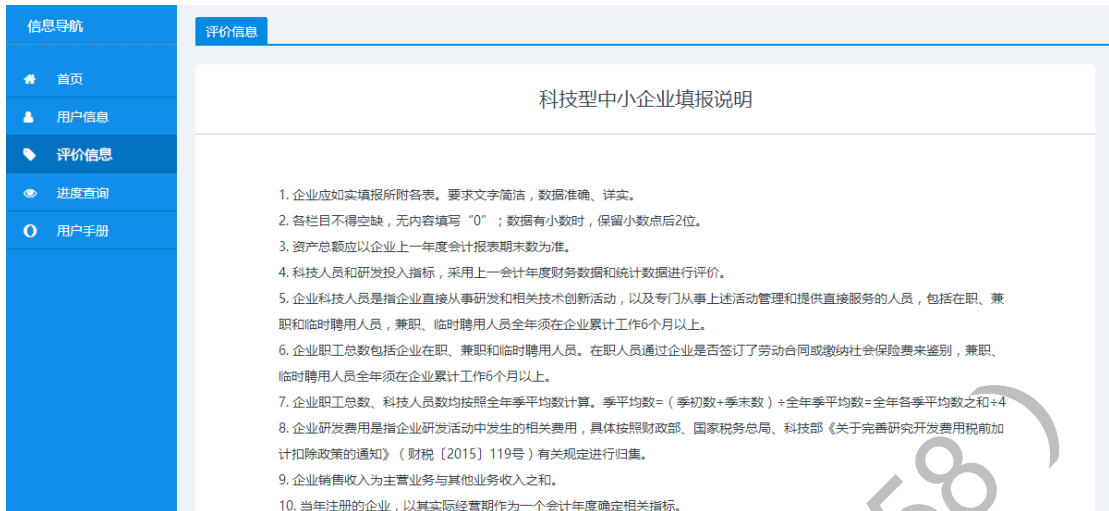 信息导航
首页
用户信息
评价信息
进度查询
用户手册
评价信息
科技型中小企业填报说明
1. 企业应如实填报所附各表。要求文字简洁，数据准确、详实。
2. 各栏目不得空缺，无内容填写“0”；数据有小数时，保留小数点后2位。
3. 资产总额应以企业上一年度会计报表期末数为准。
4. 科技人员和研发投入指标，采用上一会计年度财务数据和统计数据进行评价。
5. 企业科技人员是指企业直接从事研发和相关技术创新活动，以及专门从事上述活动管理和提供直接服务的人员，包括在职、兼
职和临时聘用人员，兼职、临时聘用人员全年须在企业累计工作6个月以上。
6. 企业职工总数包括企业在职、兼职和临时聘用人员。在职人员通过企业是否签订了劳动合同或缴纳社会保险费来鉴别，兼职、
临时聘用人员全年须在企业累计工作6个月以上。
7. 企业职工总数、科技人员数均按照全年季平均数计算。季平均数=（季初数+季末数）÷全年季平均数=全年各季平均数之和÷4
8. 企业研发费用是指企业研发活动中发生的相关费用，具体按照财政部、国家税务总局、科技部《关于完善研究开发费用税前加
计扣除政策的通知》（财税〔2015〕119号）有关规定进行归集。
9. 企业销售收入为主营业务与其他业务收入之和。
10. 当年注册的企业，以其实际经营期作为一个会计年度确定相关指标。
58）